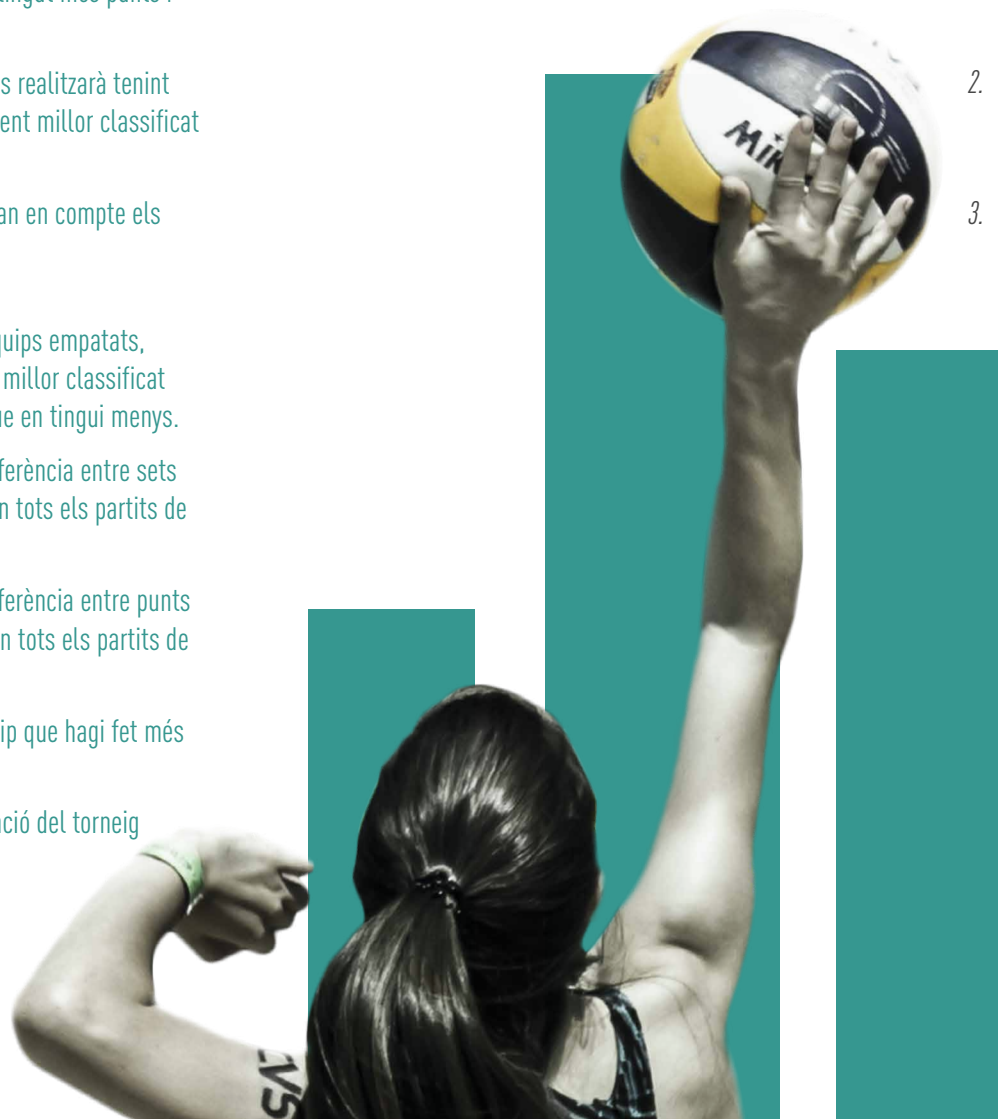 s realitzarà tenint
ent millor classificat
an en compte els
uips empatats,
millor classificat
e en tingui menys.
ferència entre sets
n tots els partits de
ferència entre punts
n tots els partits de
ip que hagi fet més
ció del torneig
2.
3.
MIK
CVS